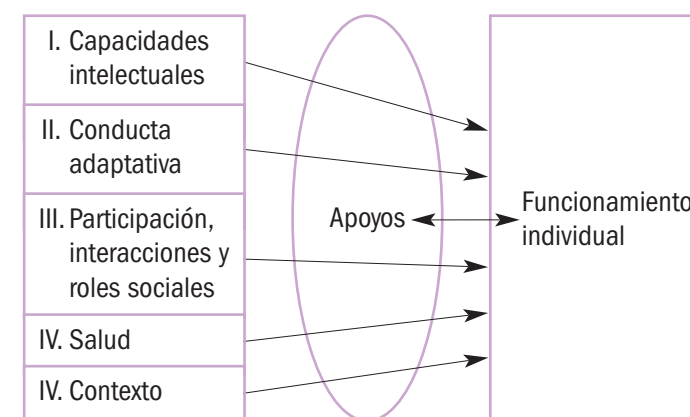 I. Capacidades
intelectuales
II. Conducta
adaptativa
III. Participación,
interacciones y
roles sociales
IV. Salud
IV. Contexto
Apoyos
Funcionamiento
individual